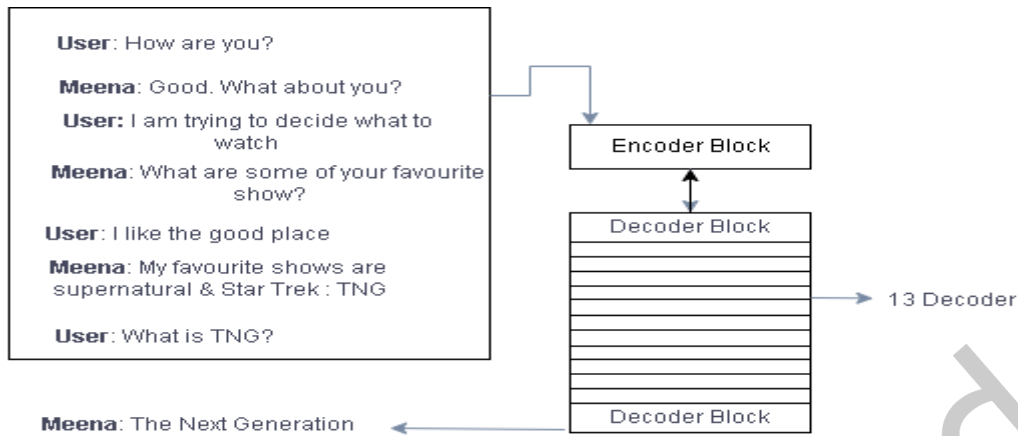 User: How are you?
Meena: Good. What about you?
User: I am trying to decide what to
watch
Meena: What are some of your favourite
show?
User: I like the good place
Meena: My favourite shows are
supernatural & Star Trek : TNG
User: What is TNG?
Encoder Block
Decoder Block
13 Decoder
Decoder Block
Meena: The Next Generation